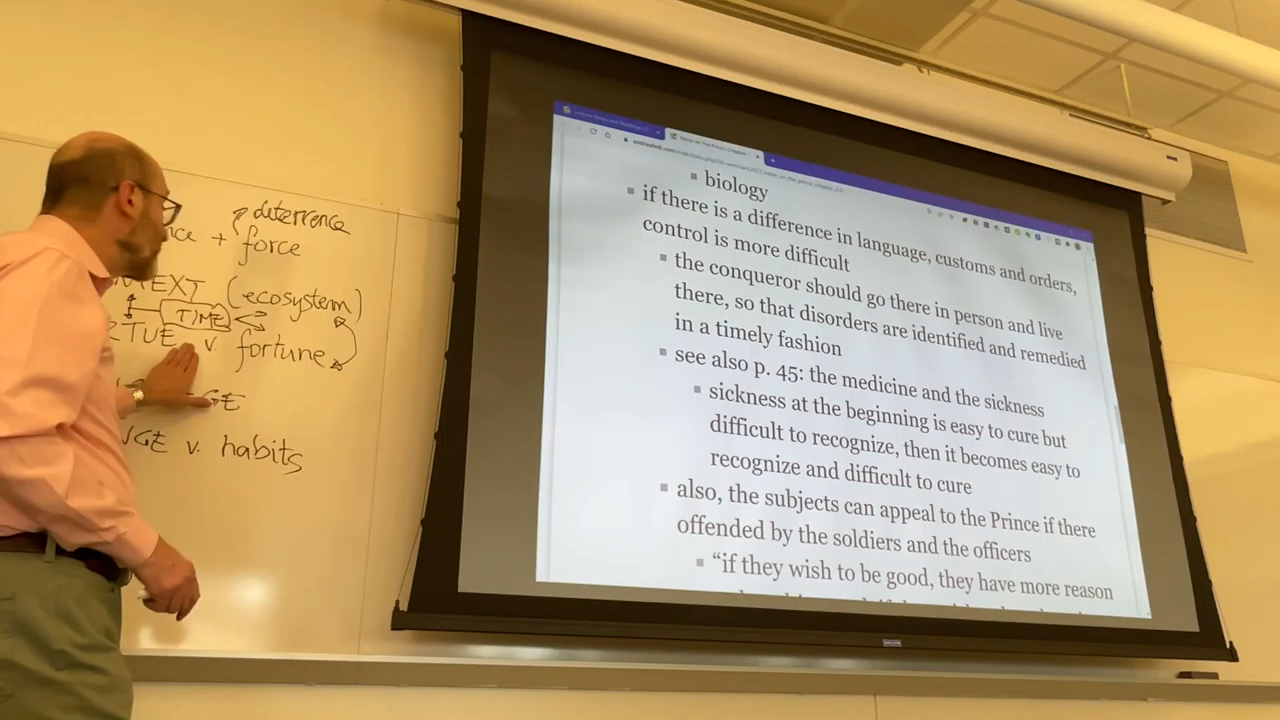 deterrence
+ force
(ecosystem)
TIME
v. fortune
v. habits
biology
if there is a difference in language, customs and orders,
control is more difficult
the conqueror should go there in person and live
there, so that disorders are identified and remedied
in a timely fashion
see also p. 45: the medicine and the sickness
sickness at the beginning is easy to cure but
difficult to recognize, then it becomes easy to
recognize and difficult to cure
also, the subjects can appeal to the Prince if there
offended by the soldiers and the officers
“if they wish to be good, they have more reason